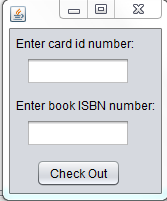 Enter card id number:
Enter book ISBN number:
Check Out